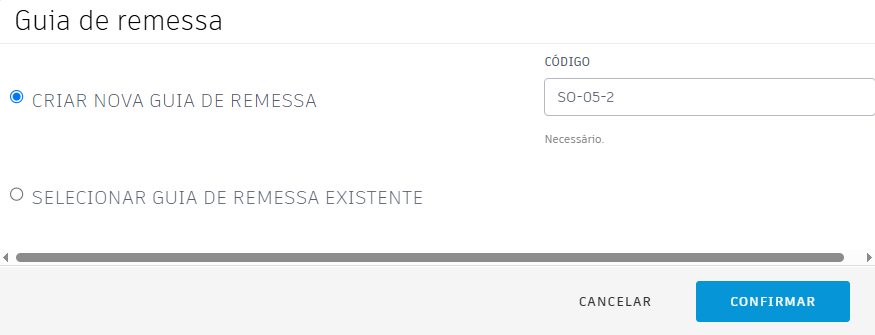 Guia de remessa
CÓDIGO
CRIAR NOVA GUIA DE REMESSA
SO-05-2
Necessário.
SELECIONAR GUIA DE REMESSA EXISTENTE
CANCELAR
CONFIRMAR